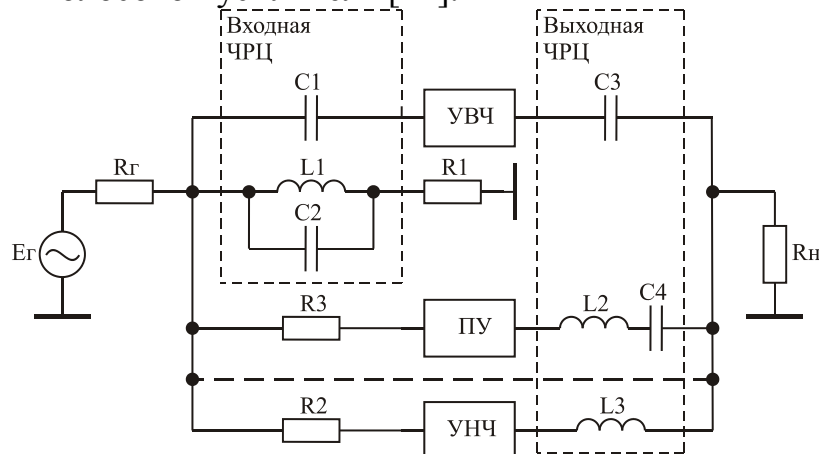 Входная
ЧРЦ
Выходная
ЧРЦ
C1
УВЧ
C3
Rг
L1
R1
C2
Eг
Rн
R3
ПУ
L2
C4
R2
УНЧ
L3